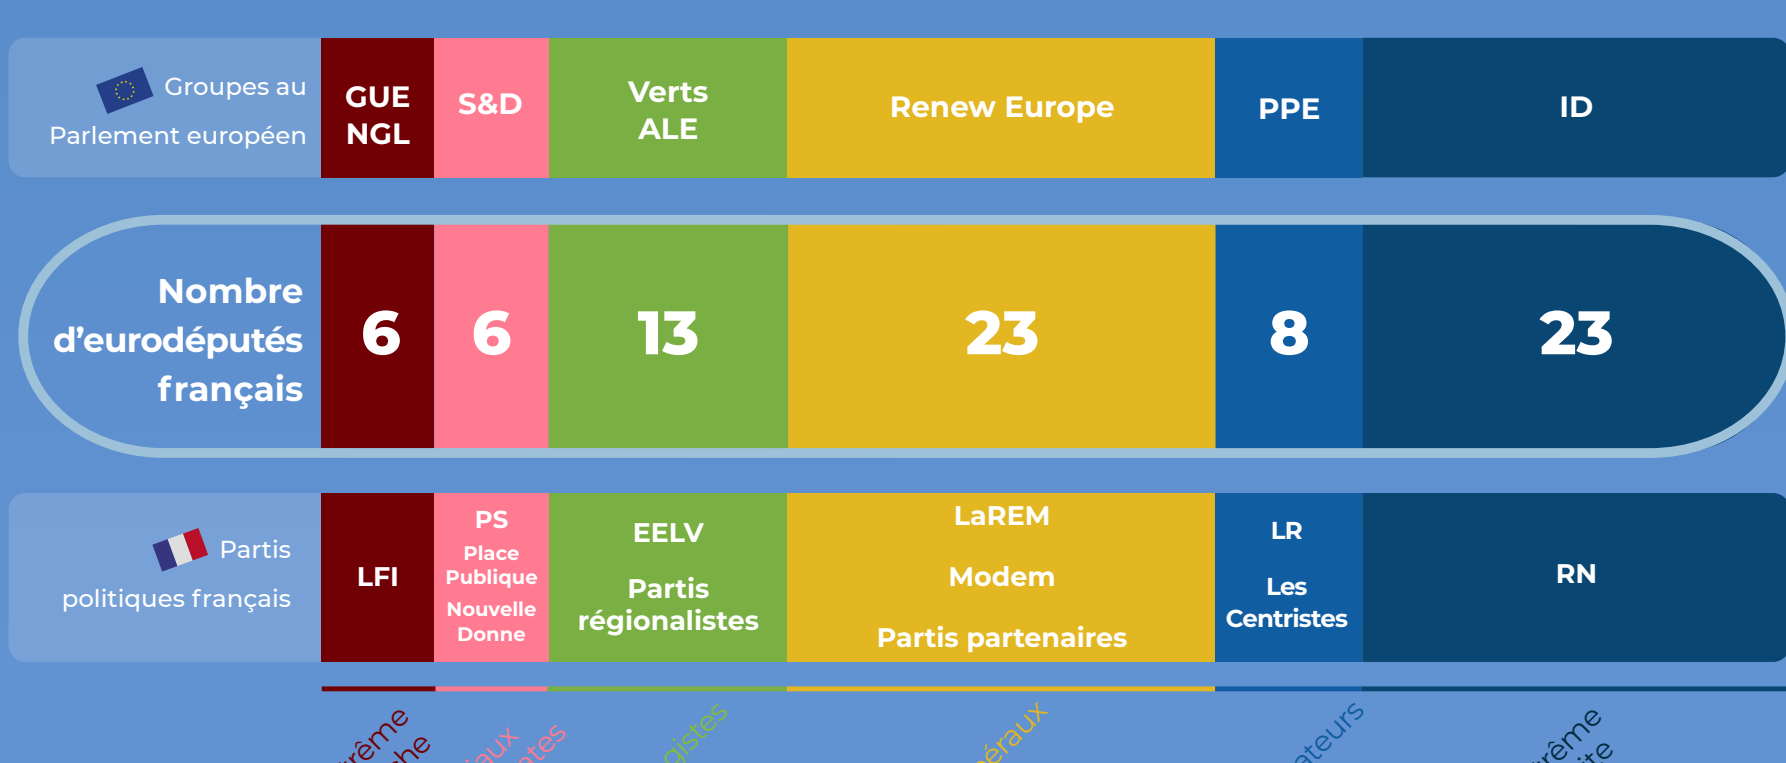 Groupes au
Parlement européen
GUE
NGL
S&D
Verts
ALE
Renew Europe
PPE
ID
Nombre
d’eurodéputés
français
6
6
13
23
8
23
Partis
politiques français
LFI
PS
Place
Publique
Nouvelle
Donne
EELV
Partis
régionalistes
LaREM
Modem
Partis partenaires
LR
Les
Centristes
RN